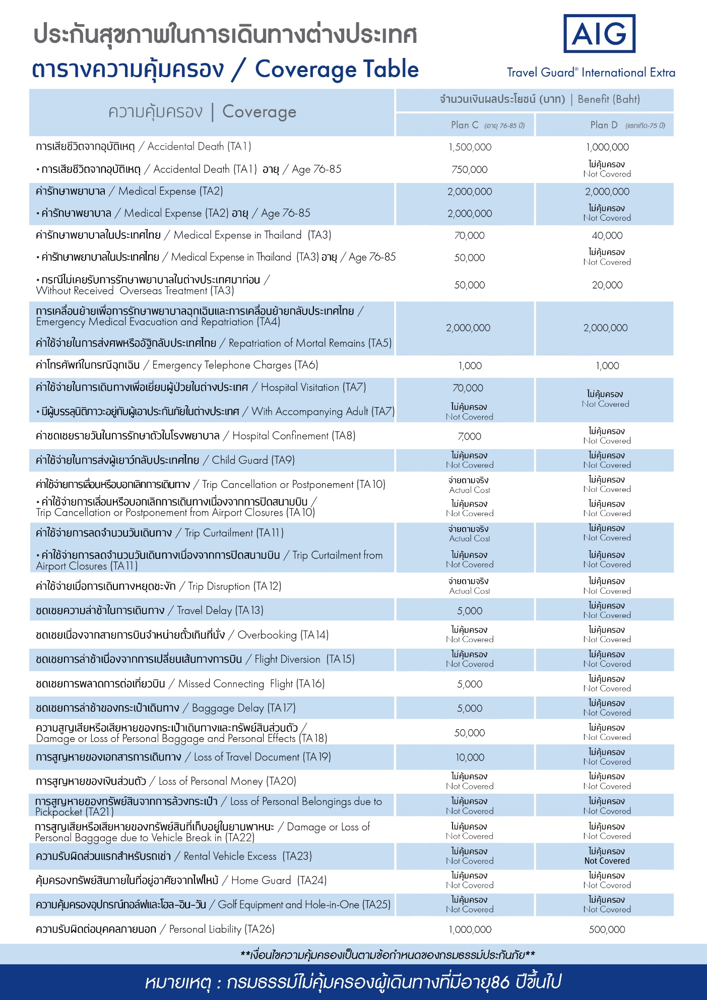 ประกันสุขภาพในการเดินทางต่างประเทศ
ตารางความคุ้มครอง / Coverage Table
AIG
Travel Guard® International Extra
ความคุ้มครอง | Coverage
จำนวนเงินผลประโยชน์ (บาท) | Benefit (Baht)
Plan C (อายุ 76-85 ปี)
Plan D (แรกเกิด-75 ปี)
การเสียชีวิตจากอุบัติเหตุ / Accidental Death (TA1) 1,500,000 1,000,000
• การเสียชีวิตจากอุบัติเหตุ / Accidental Death (TA1) อายุ / Age 76-85 750,000 ไม่คุ้มครอง
Not Covered
ค่ารักษาพยาบาล / Medical Expense (TA2) 2,000,000 2,000,000
• ค่ารักษาพยาบาล / Medical Expense (TA2) อายุ / Age 76-85 2,000,000 ไม่คุ้มครอง
Not Covered
ค่ารักษาพยาบาลในประเทศไทย / Medical Expense in Thailand (TA3) 70,000 40,000
• ค่ารักษาพยาบาลในประเทศไทย / Medical Expense in Thailand (TA3) อายุ / Age 76-85 50,000 ไม่คุ้มครอง
Not Covered
• กรณีไม่เคยรับการรักษาพยาบาลในต่างประเทศมาก่อน /
Without Received Overseas Treatment (TA3) 50,000 20,000
การเคลื่อนย้ายเพื่อการรักษาพยาบาลฉุกเฉินและการเคลื่อนย้ายกลับประเทศไทย /
Emergency Medical Evacuation and Repatriation (TA4)
2,000,000 2,000,000
ค่าใช้จ่ายในการส่งศพหรืออัฐิกลับประเทศไทย / Repatriation of Mortal Remains (TA5)
ค่าโทรศัพท์ในกรณีฉุกเฉิน / Emergency Telephone Charges (TA6) 1,000 1,000
ค่าใช้จ่ายในการเดินทางเพื่อเยี่ยมผู้ป่วยในต่างประเทศ / Hospital Visitation (TA7) 70,000
ไม่คุ้มครอง
Not Covered
• มีผู้บรรลุนิติภาวะอยู่กับผู้เอาประกันภัยในต่างประเทศ / With Accompanying Adult (TA7) ไม่คุ้มครอง
Not Covered
ค่าชดเชยรายวันในการรักษาตัวในโรงพยาบาล / Hospital Confinement (TA8) 7,000 ไม่คุ้มครอง
Not Covered
ค่าใช้จ่ายในการส่งผู้เยาว์กลับประเทศไทย / Child Guard (TA9) ไม่คุ้มครอง ไม่คุ้มครอง
Not Covered Not Covered
ค่าใช้จ่ายการเลื่อนหรือบอกเลิกการเดินทาง / Trip Cancellation or Postponement (TA10) จ่ายตามจริง ไม่คุ้มครอง
Actual Cost Not Covered
• ค่าใช้จ่ายการเลื่อนหรือบอกเลิกการเดินทางเนื่องจากการปิดสนามบิน / ไม่คุ้มครอง ไม่คุ้มครอง
Trip Cancellation or Postponement from Airport Closures (TA10) Not Covered Not Covered
ค่าใช้จ่ายการลดจำนวนวันเดินทาง / Trip Curtailment (TA11) จ่ายตามจริง ไม่คุ้มครอง
Actual Cost Not Covered
• ค่าใช้จ่ายการลดจำนวนวันเดินทางเนื่องจากการปิดสนามบิน / Trip Curtailment from ไม่คุ้มครอง ไม่คุ้มครอง
Airport Closures (TA11) Not Covered Not Covered
ค่าใช้จ่ายเมื่อการเดินทางหยุดชะงัก / Trip Disruption (TA12) จ่ายตามจริง ไม่คุ้มครอง
Actual Cost Not Covered
ชดเชยความล่าช้าในการเดินทาง / Travel Delay (TA13) 5,000 ไม่คุ้มครอง
Not Covered
ชดเชยเนื่องจากสายการบินจำหน่ายตั๋วเกินที่นั่ง / Overbooking (TA14) ไม่คุ้มครอง ไม่คุ้มครอง
Not Covered Not Covered
ชดเชยการล่าช้าเนื่องจากการเปลี่ยนเส้นทางการบิน / Flight Diversion (TA15) ไม่คุ้มครอง ไม่คุ้มครอง
Not Covered Not Covered
ชดเชยการพลาดการต่อเที่ยวบิน / Missed Connecting Flight (TA16) 5,000 ไม่คุ้มครอง
Not Covered
ชดเชยการล่าช้าของกระเป๋าเดินทาง / Baggage Delay (TA17) 5,000 ไม่คุ้มครอง
Not Covered
ความสูญเสียหรือเสียหายของกระเป๋าเดินทางและทรัพย์สินส่วนตัว / 50,000 ไม่คุ้มครอง
Damage or Loss of Personal Baggage and Personal Effects (TA18) Not Covered
การสูญหายของเอกสารการเดินทาง / Loss of Travel Document (TA19) 10,000 ไม่คุ้มครอง
Not Covered
การสูญหายของเงินส่วนตัว / Loss of Personal Money (TA20) ไม่คุ้มครอง ไม่คุ้มครอง
Not Covered Not Covered
การสูญหายของทรัพย์สินจากการล้วงกระเป๋า / Loss of Personal Belongings due to ไม่คุ้มครอง ไม่คุ้มครอง
Pickpocket (TA21) Not Covered Not Covered
การสูญเสียหรือเสียหายของทรัพย์สินที่เก็บอยู่ในยานพาหนะ / Damage or Loss of ไม่คุ้มครอง ไม่คุ้มครอง
Personal Baggage due to Vehicle Break in (TA22) Not Covered Not Covered
ความรับผิดส่วนแรกสำหรับรถเช่า / Rental Vehicle Excess (TA23) ไม่คุ้มครอง ไม่คุ้มครอง
Not Covered Not Covered
คุ้มครองทรัพย์สินภายในที่อยู่อาศัยจากไฟไหม้ / Home Guard (TA24) ไม่คุ้มครอง ไม่คุ้มครอง
Not Covered Not Covered
ความคุ้มครองอุปกรณ์กอล์ฟและโฮล-อิน-วัน / Golf Equipment and Hole-in-One (TA25) ไม่คุ้มครอง ไม่คุ้มครอง
Not Covered Not Covered
ความรับผิดต่อบุคคลภายนอก / Personal Liability (TA26) 1,000,000 500,000
**เงื่อนไขความคุ้มครองเป็นตามข้อกำหนดของกรมธรรม์ประกันภัย**
หมายเหตุ : กรมธรรม์ไม่คุ้มครองผู้เดินทางที่มีอายุ86 ปีขึ้นไป